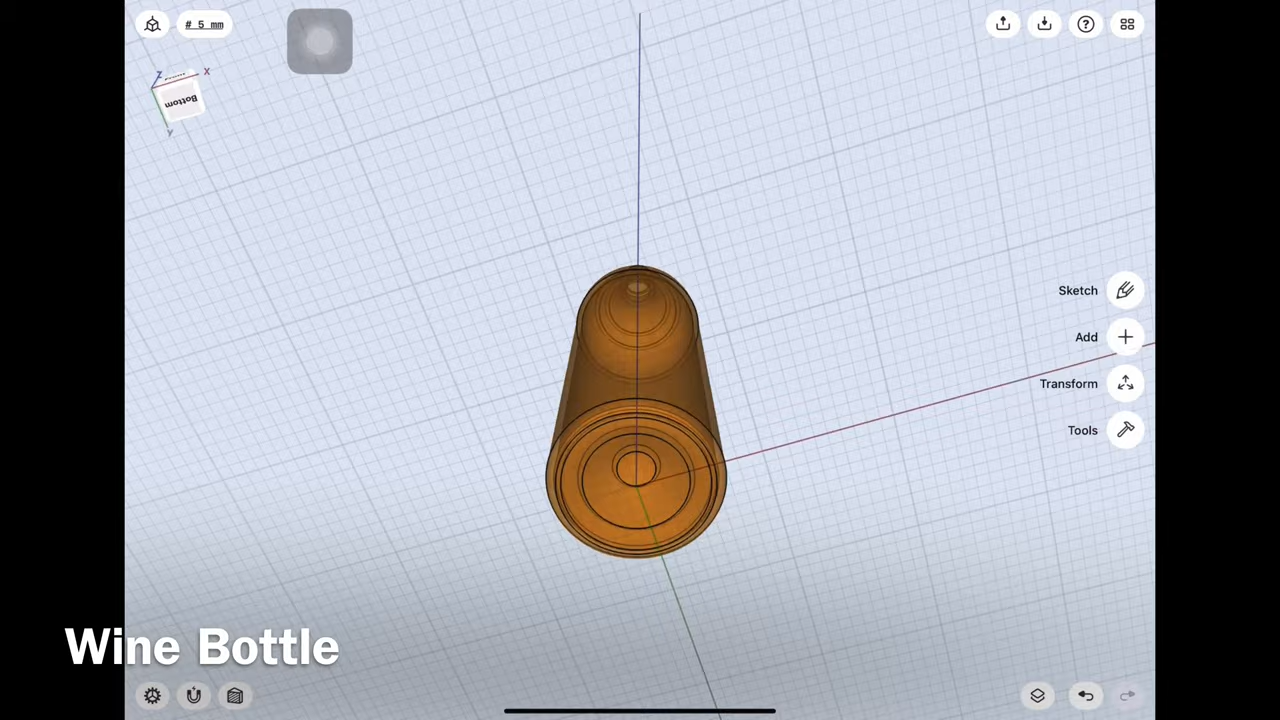 # 5 mm
Z
X
Bottom
y
Sketch
Add
Transform
Tools
Wine Bottle